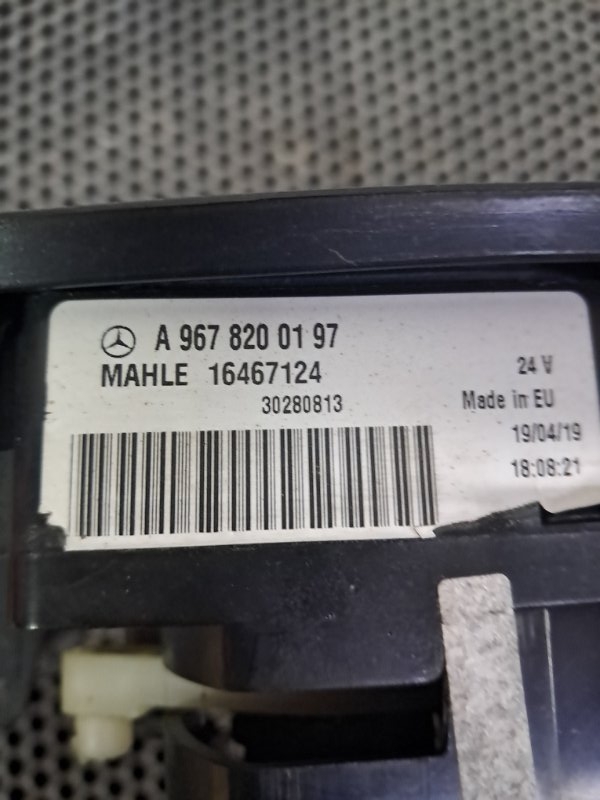 A 967 820 01 97
MAHLE 16467124
24 V
30280813
Made in EU
19/04/19
18:08:21